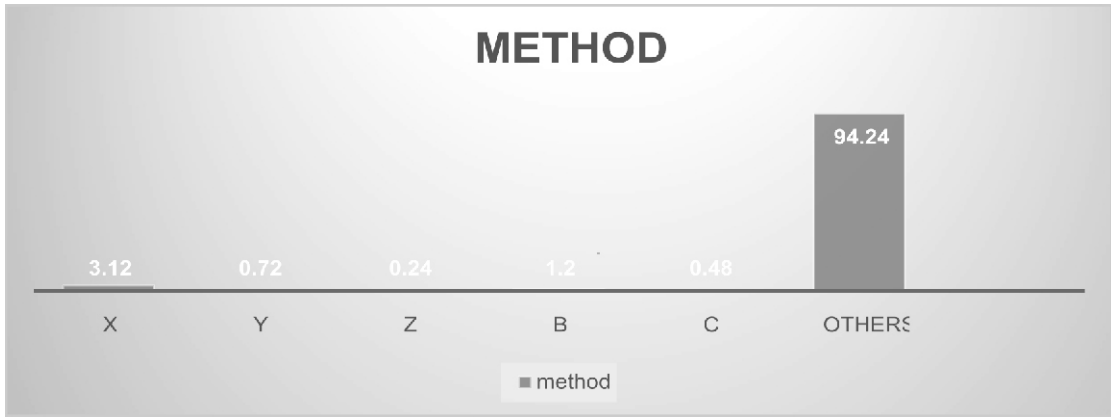 METHOD
94.24
3.12 0.72 0.24 1.2 0.48
X Y Z B C OTHERS
method